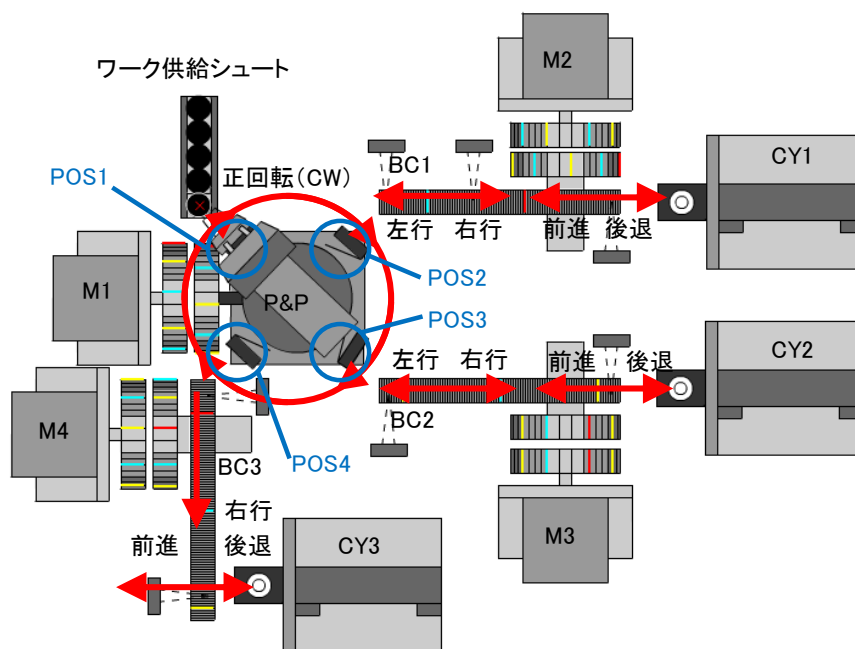 ワーク供給シュート
M2
CY1
BC1
POS1
正回転(CW)
左行
右行
前進
後退
POS2
M1
P&P
POS3
左行
右行
前進
後退
CY2
M4
BC2
POS4
BC3
右行
M3
前進
後退
CY3